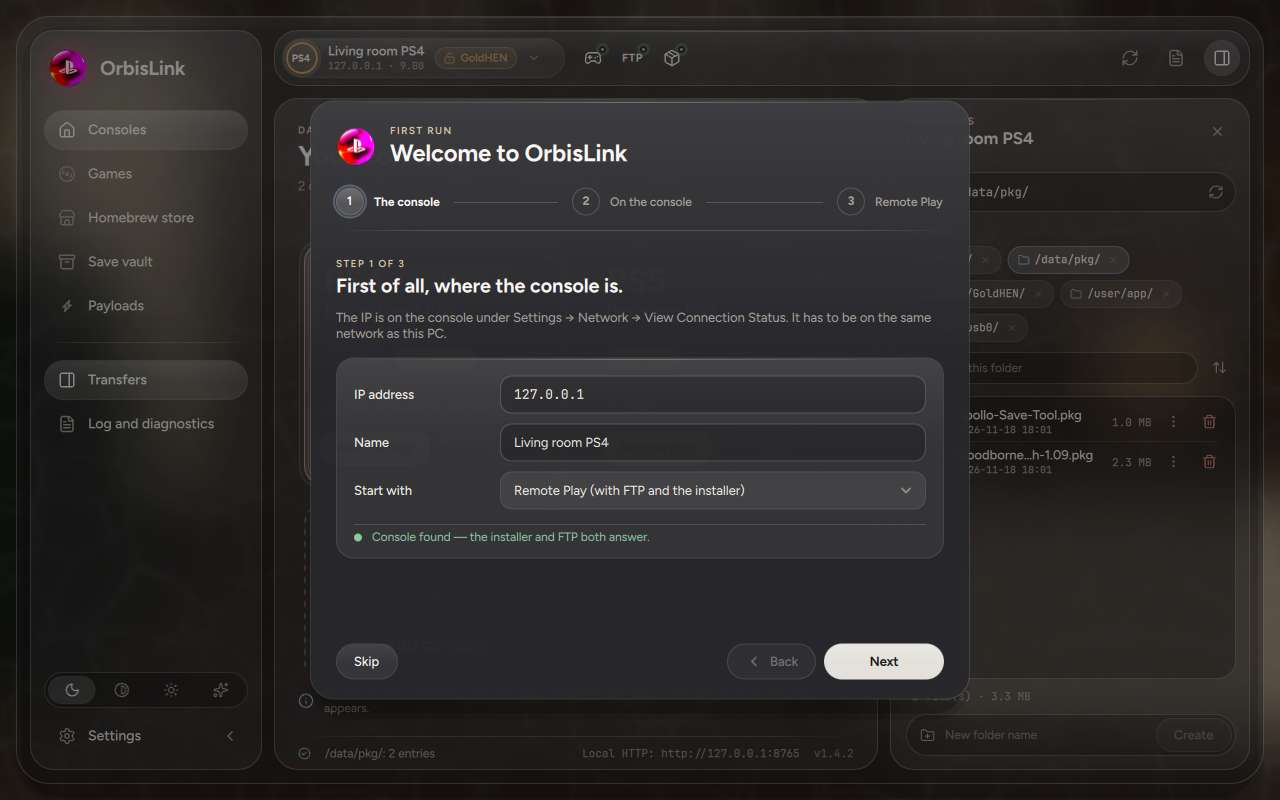 OrbisLink
Consoles
Games
Homebrew store
Save vault
Payloads
Transfers
Log and diagnostics
Settings
PS4
Living room PS4
127.0.0.1 · 9.00
GoldHEN
FTP
FIRST RUN
Welcome to OrbisLink
1 The console
2 On the console
3 Remote Play
STEP 1 OF 3
First of all, where the console is.
The IP is on the console under Settings → Network → View Connection Status. It has to be on the same
network as this PC.
IP address
127.0.0.1
Name
Living room PS4
Start with
Remote Play (with FTP and the installer)
Console found — the installer and FTP both answer.
Skip
Back
Next
appears.
/data/pkg/: 2 entries
Local HTTP: http://127.0.0.1:8765 v1.4.2
Living room PS4
data/pkg/
/data/pkg/
/GoldHEN/
/user/app/
usb0/
this folder
ollo-Save-Tool.pkg
26-11-18 18:01
1.0 MB
oodborne…h-1.09.pkg
26-11-18 18:01
2.3 MB
· 3.3 MB
New folder name
Create